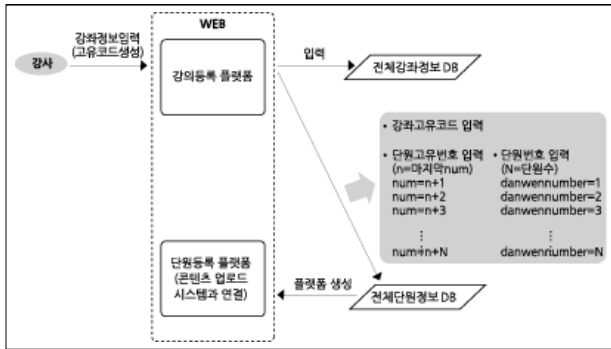 WEB
강좌정보입력
(고유코드생성)
강사
강의등록 플랫폼
입력
전체강좌정보 DB
• 강좌고유코드 입력
• 단원고유번호 입력
(n=마지막num)
num=n+1
num=n+2
num=n+3
⋮
num=n+N
• 단원번호 입력
(N=단원수)
danwennumber=1
danwennumber=2
danwennumber=3
⋮
danwennumber=N
단원등록 플랫폼
(콘텐츠 업로드
시스템과 연결)
플랫폼 생성
전체단원정보 DB